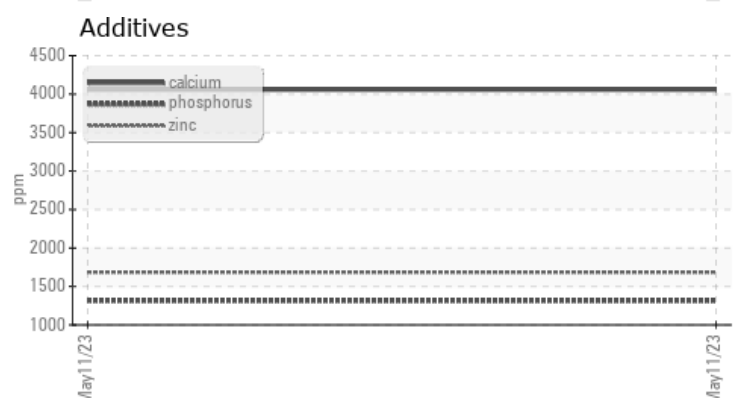 Additives
4500
4000
3500
3000
2500
2000
1500
1000
ppm
calcium
phosphorus
zinc
May11/23
May11/23